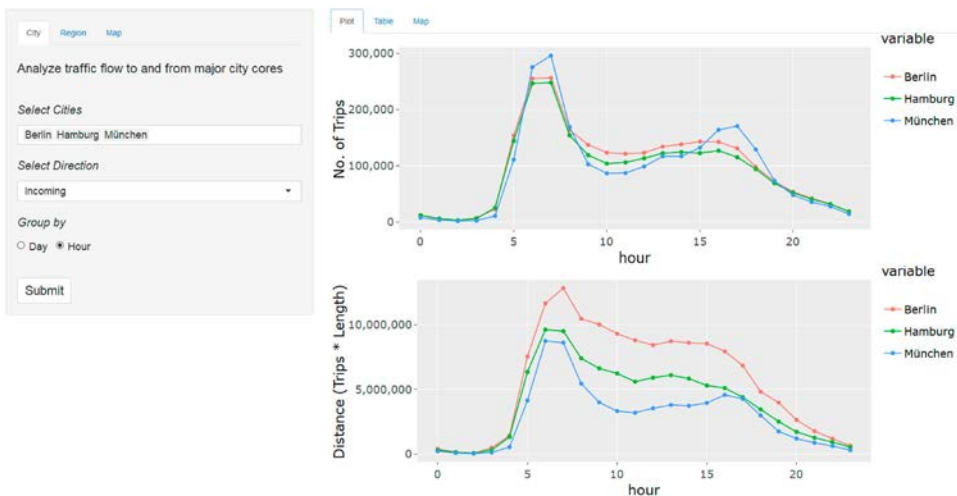 City Region Map
Analyze traffic flow to and from major city cores
Select Cities
Berlin Hamburg München
Select Direction
Incoming
Group by
Day Hour
Submit
Plot Table Map
300,000
200,000
100,000
0
No. of Trips
0 5 10 15 20
hour
variable
Berlin
Hamburg
München
10,000,000
5,000,000
0
Distance (Trips * Length)
0 5 10 15 20
hour
variable
Berlin
Hamburg
München